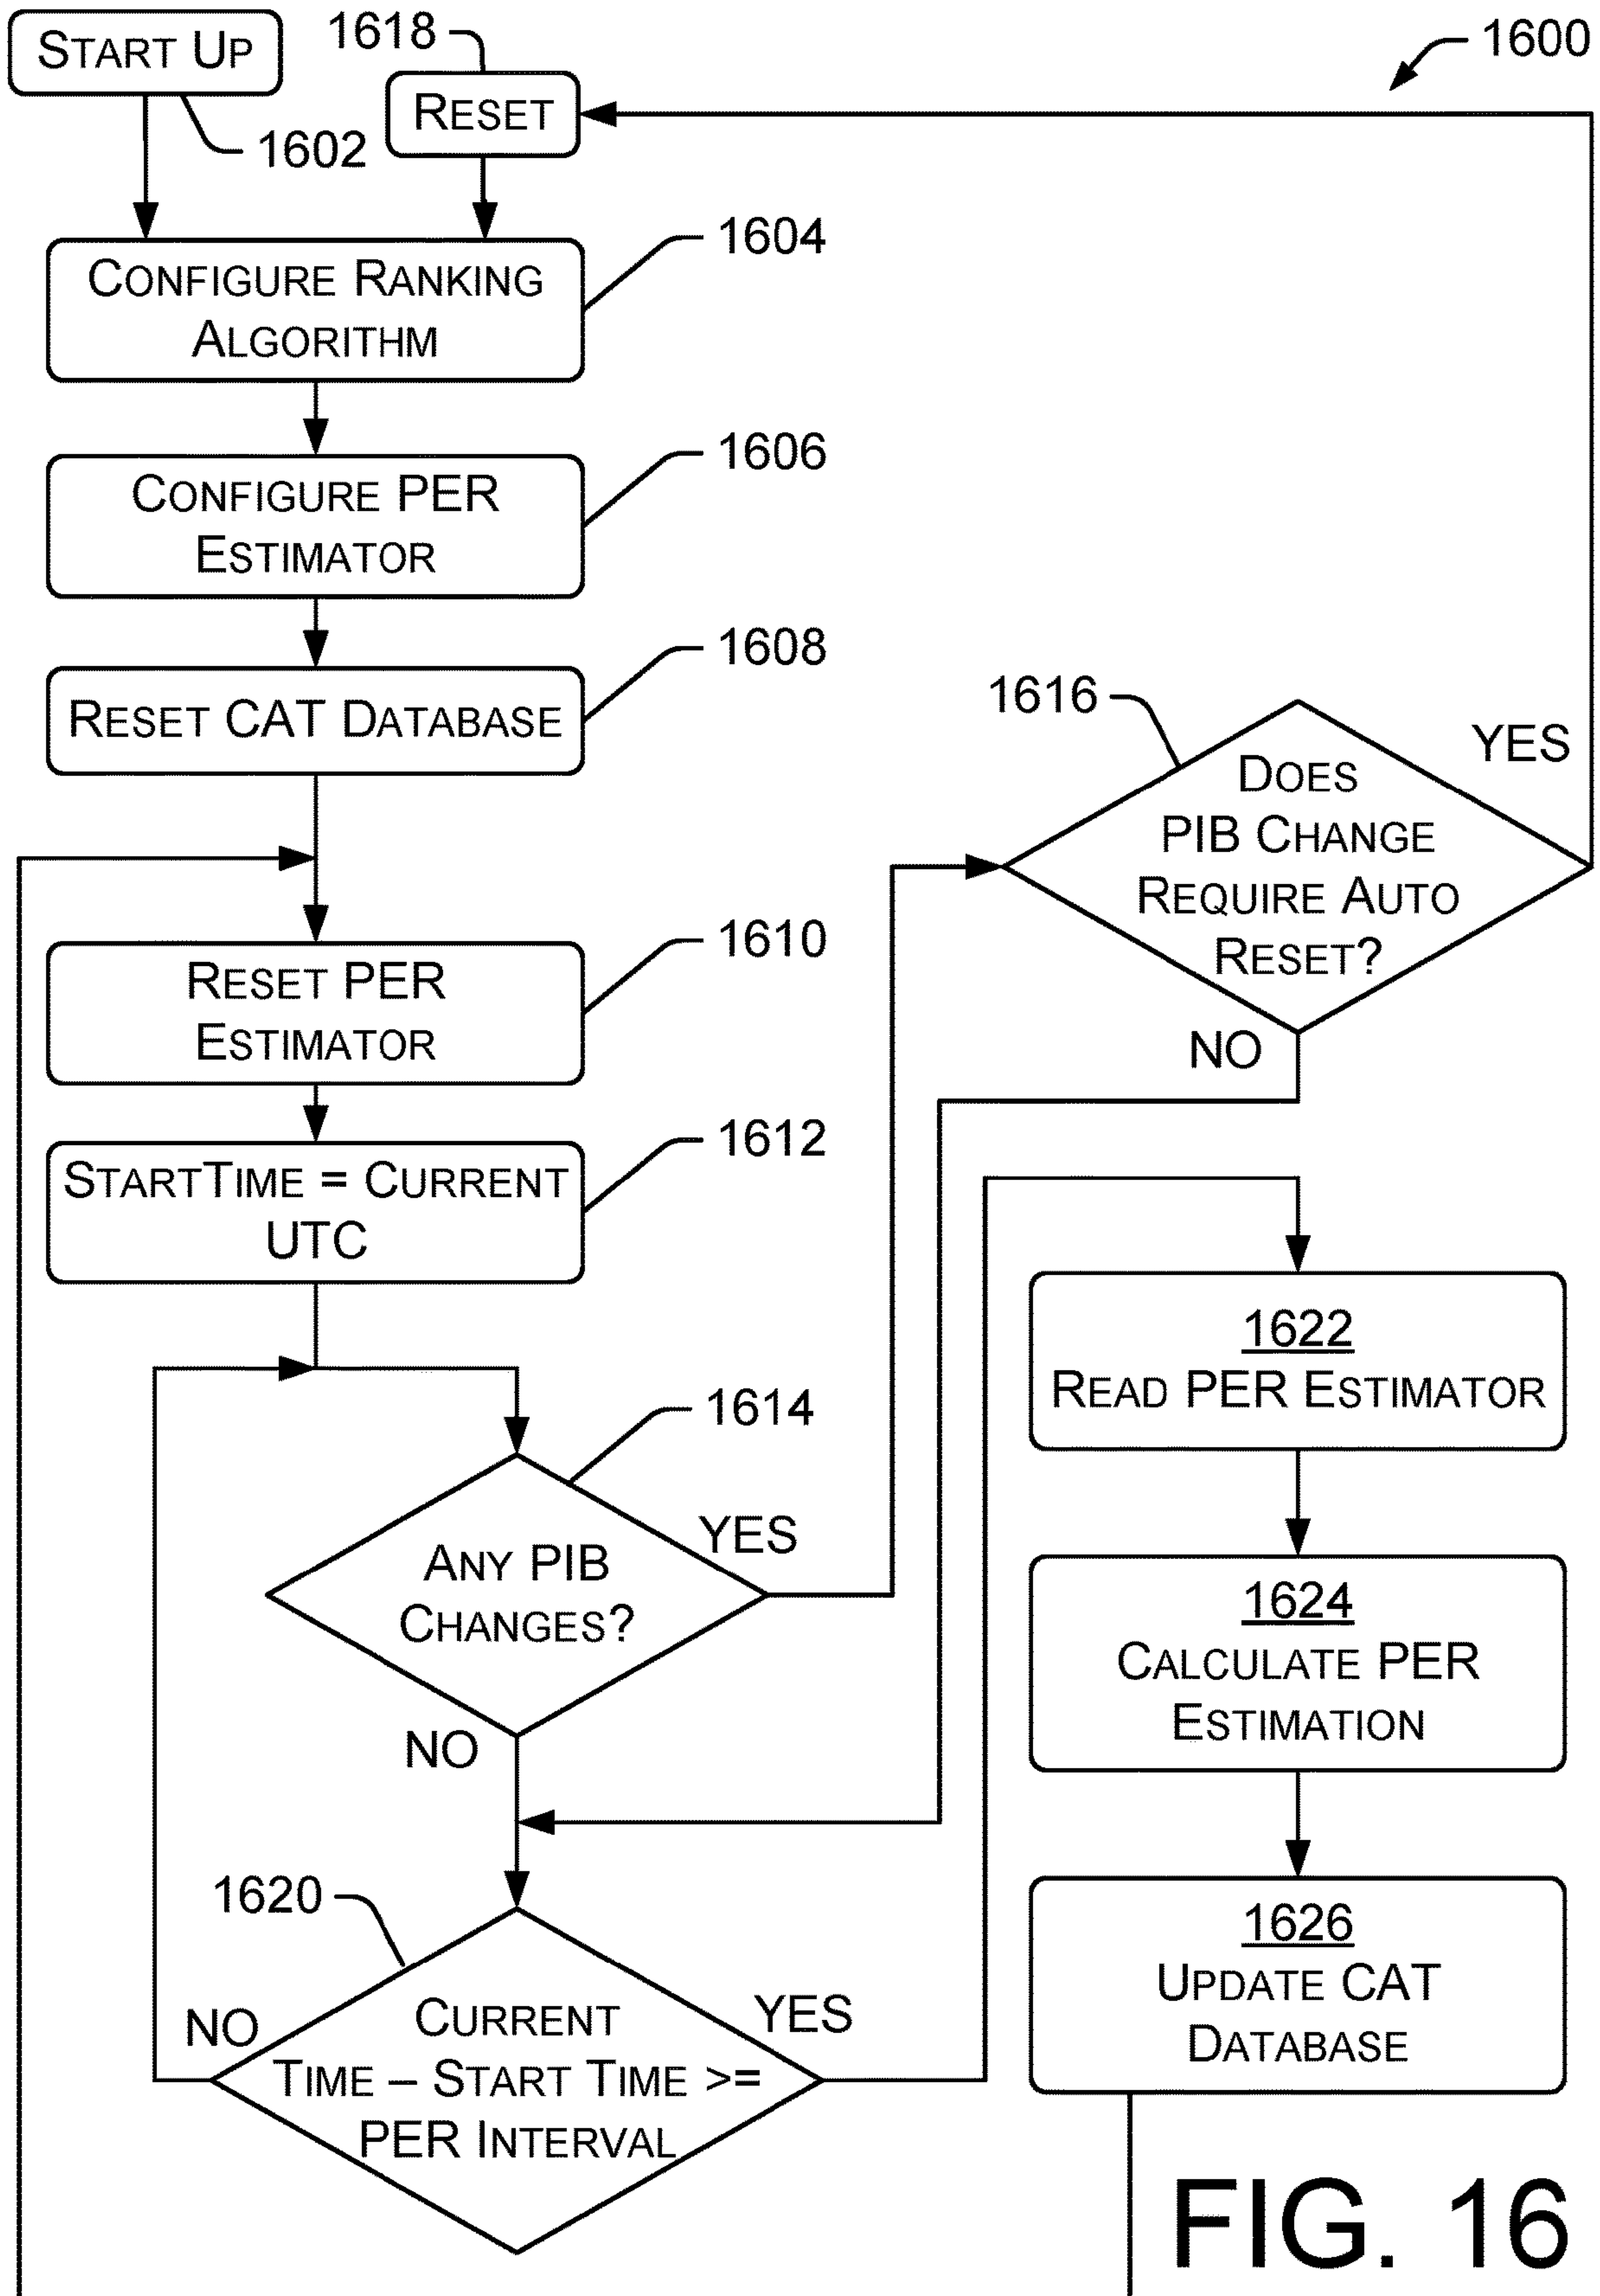 START UP
1618
1600
RESET
1602
1604
CONFIGURE RANKING
ALGORITHM
1606
CONFIGURE PER
ESTIMATOR
1608
RESET CAT DATABASE
1616
YES
DOES
PIB CHANGE
REQUIRE AUTO
RESET?
NO
1610
RESET PER
ESTIMATOR
1612
STARTTIME = CURRENT
UTC
1614
ANY PIB
CHANGES?
YES
NO
1620
CURRENT
TIME – START TIME >=
PER INTERVAL
NO
YES
1622
READ PER ESTIMATOR
1624
CALCULATE PER
ESTIMATION
1626
UPDATE CAT
DATABASE
FIG. 16